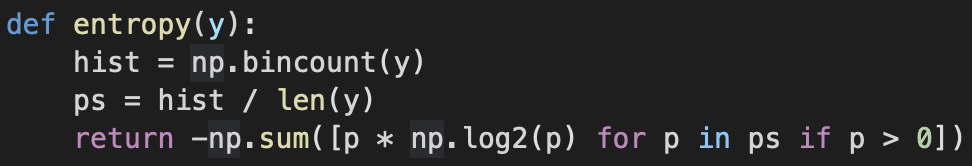 def entropy(y):
    hist = np.bincount(y)
    ps = hist / len(y)
    return -np.sum([p * np.log2(p) for p in ps if p > 0])